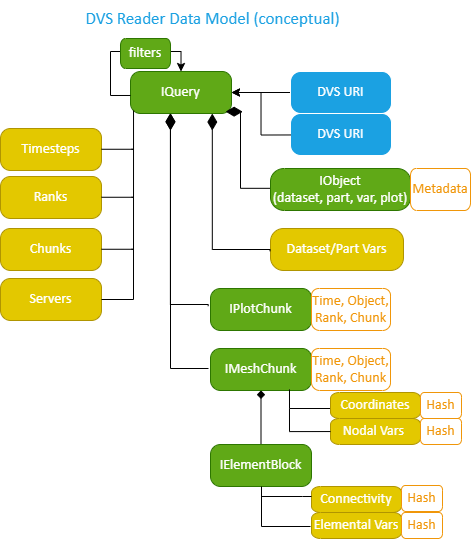 DVS Reader Data Model (conceptual)
filters
IQuery
DVS URI
DVS URI
Timesteps
Ranks
Chunks
Servers
IObject
(dataset, part, var, plot)
Metadata
Dataset/Part Vars
IPlotChunk
Time, Object,
Rank, Chunk
IMeshChunk
Time, Object,
Rank, Chunk
Coordinates
Hash
Nodal Vars
Hash
IElementBlock
Connectivity
Hash
Elemental Vars
Hash